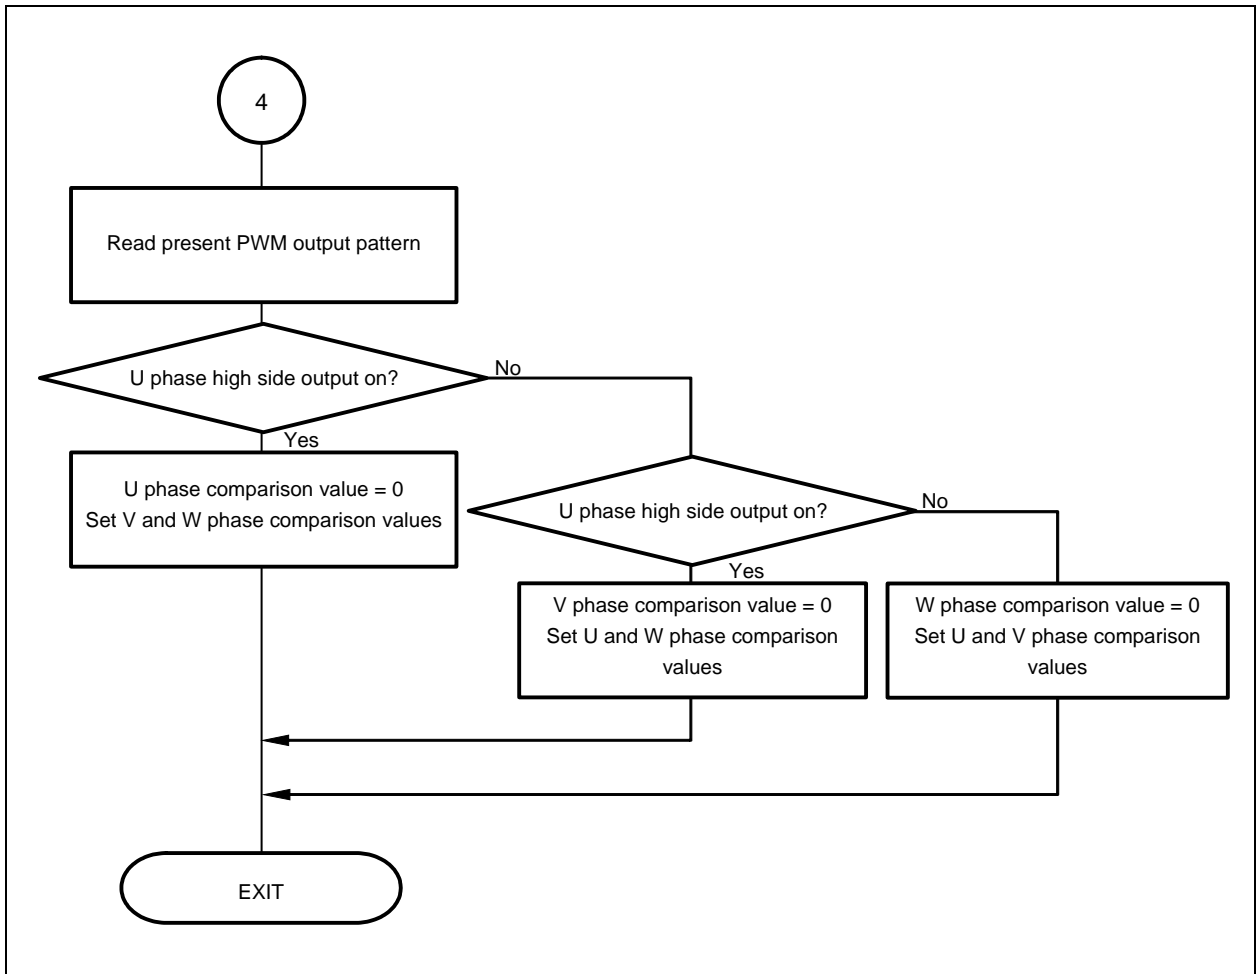 4
Read present PWM output pattern
U phase high side output on?
No
Yes
U phase comparison value = 0
Set V and W phase comparison values
U phase high side output on?
No
Yes
V phase comparison value = 0
Set U and W phase comparison
values
W phase comparison value = 0
Set U and V phase comparison
values
EXIT